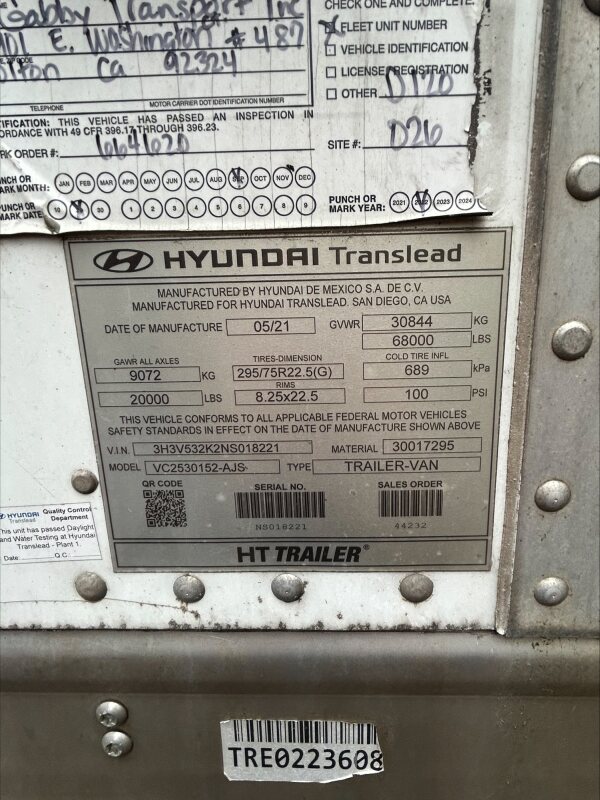 Gabby Transport Inc
E. Washington St # 487
Ca 92324
TELEPHONE
MOTOR CARRIER DOT IDENTIFICATION NUMBER
CHECK ONE AND COMPLETE.
FLEET UNIT NUMBER
VEHICLE IDENTIFICATION
LICENSE/REGISTRATION
OTHER D120
THIS VEHICLE HAS PASSED AN INSPECTION IN
WITH 49 CFR 396.17 THROUGH 396.23.
ORDER #: 664620
SITE #: D26
JAN FEB MAR APR MAY JUN JUL AUG SEP OCT NOV DEC
MARK MONTH:
PUNCH OR
MARK DATE: 10 30 1 2 3 4 5 6 7 8 9
PUNCH OR
MARK YEAR: 2021 2022 2023 2024
HYUNDAI Translead
MANUFACTURED BY HYUNDAI DE MEXICO S.A. DE C.V.
MANUFACTURED FOR HYUNDAI TRANSLEAD. SAN DIEGO, CA USA
DATE OF MANUFACTURE 05/21 GVWR 30844 KG
68000 LBS
GAWR ALL AXLES TIRES-DIMENSION COLD TIRE INFL
9072 KG 295/75R22.5(G) 689 kPa
RIMS
20000 LBS 8.25x22.5 100 PSI
THIS VEHICLE CONFORMS TO ALL APPLICABLE FEDERAL MOTOR VEHICLES
SAFETY STANDARDS IN EFFECT ON THE DATE OF MANUFACTURE SHOWN ABOVE
V.I.N. 3H3V532K2NS018221 MATERIAL 30017295
MODEL VC2530152-AJS TYPE TRAILER-VAN
QR CODE SERIAL NO. SALES ORDER
NS018221 44232
HT TRAILER®
HYUNDAI Translead Quality Control Department
This unit has passed Daylight
and Water Testing at Hyundai
Translead - Plant 1.
Date: Q.C.
TRE0223608